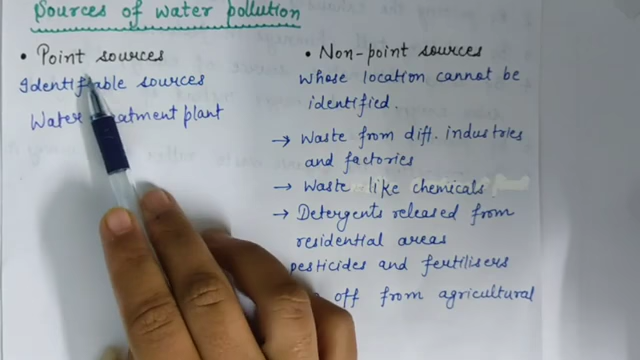 Sources of water pollution
• Point sources
Identifiable sources
Water treatment plant
• Non-point sources
whose location cannot be
identified.
→ Waste from diff. industries
and factories
→ Waste like chemicals
→ Detergents released from
residential areas
pesticides and fertilisers
off from agricultural